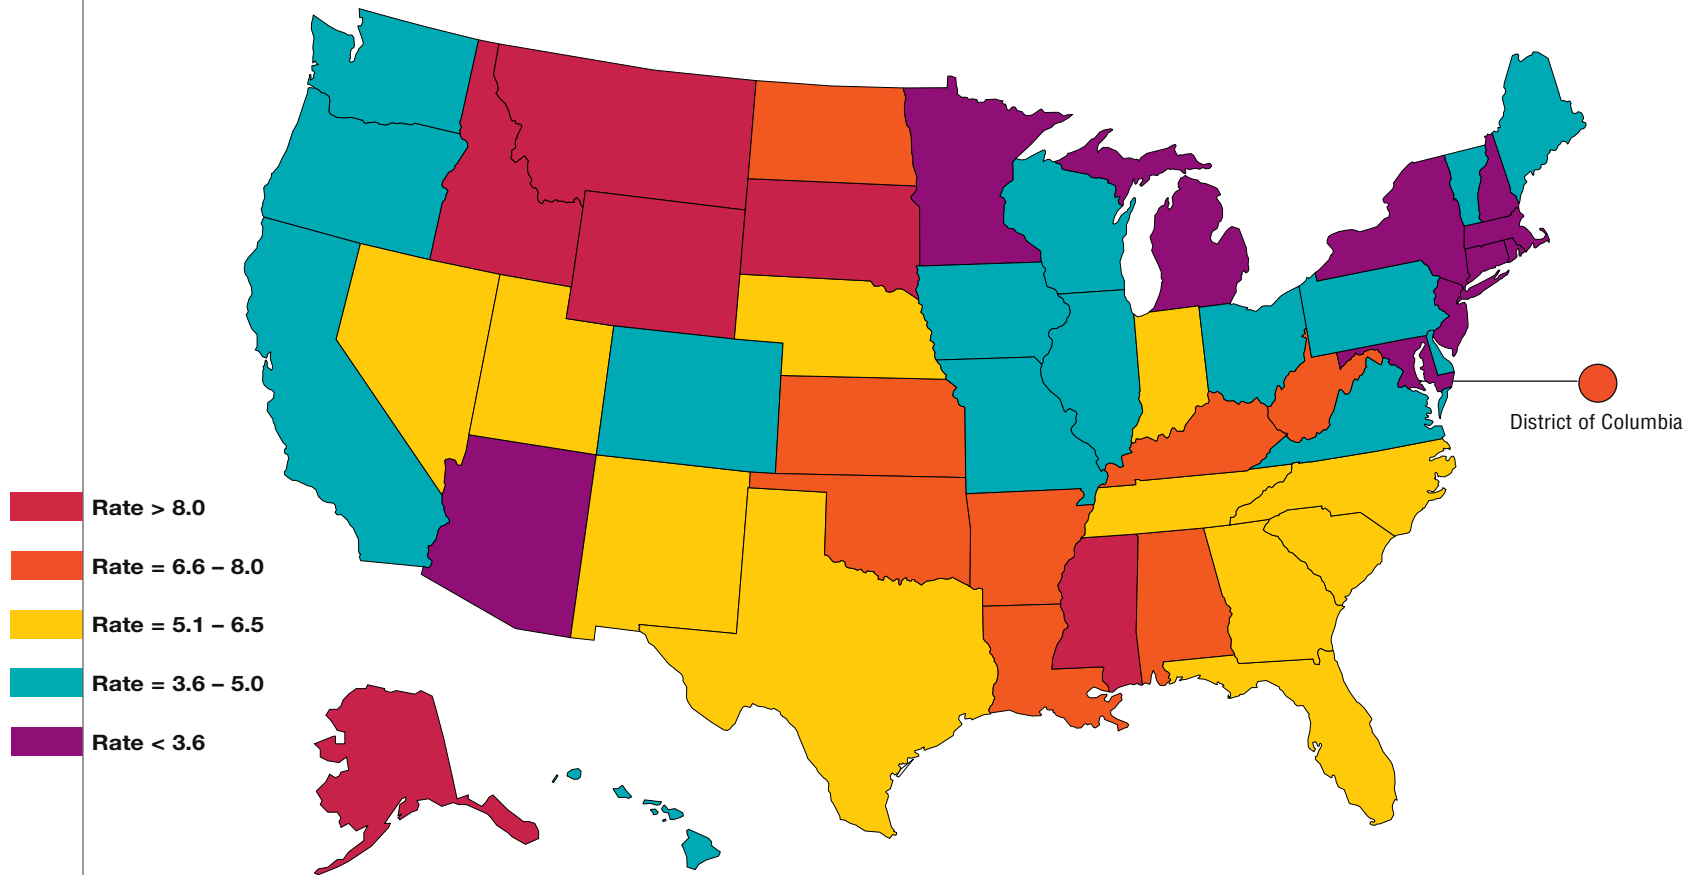 District of Columbia
Rate > 8.0
Rate = 6.6 – 8.0
Rate = 5.1 – 6.5
Rate = 3.6 – 5.0
Rate < 3.6